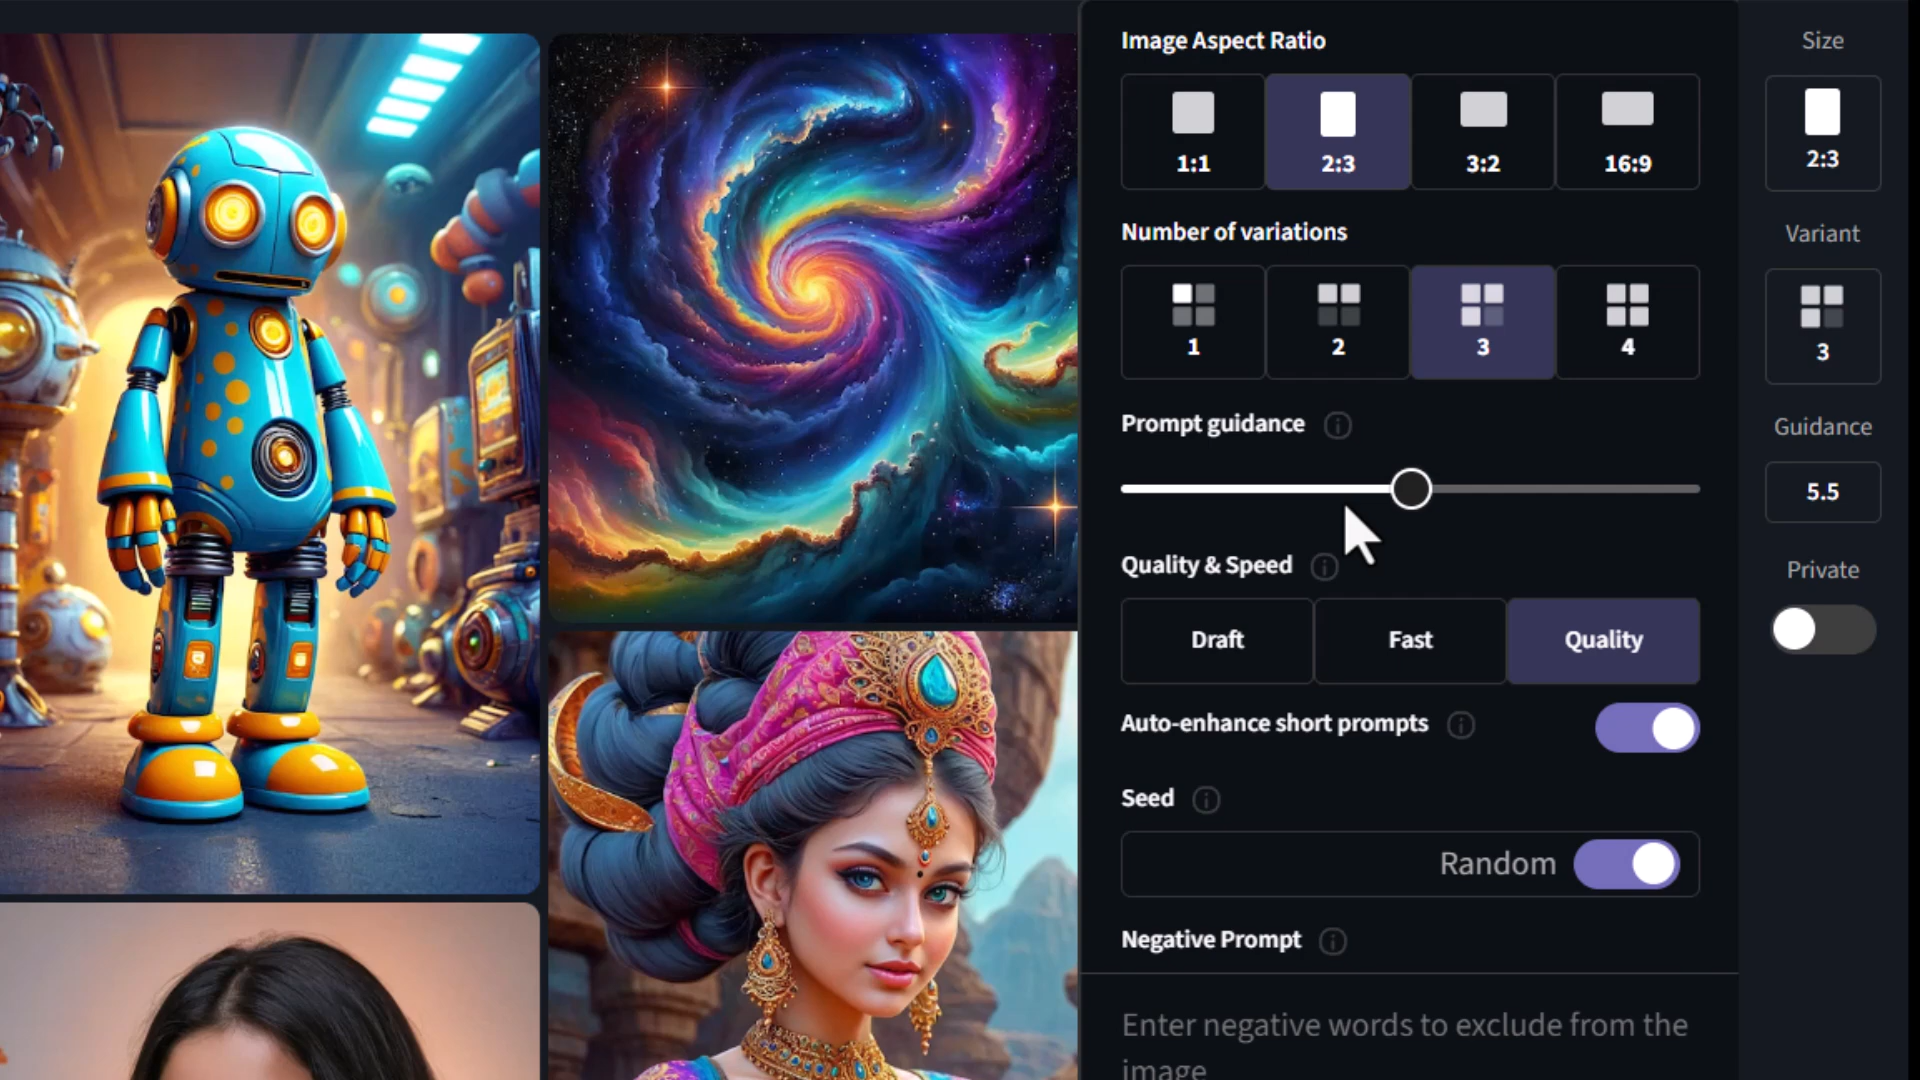 Image Aspect Ratio
1:1
2:3
3:2
16:9
Number of variations
1
2
3
4
Prompt guidance
Quality & Speed
Draft
Fast
Quality
Auto-enhance short prompts
Seed
Random
Negative Prompt
Enter negative words to exclude from the
image
Size
2:3
Variant
3
Guidance
5.5
Private